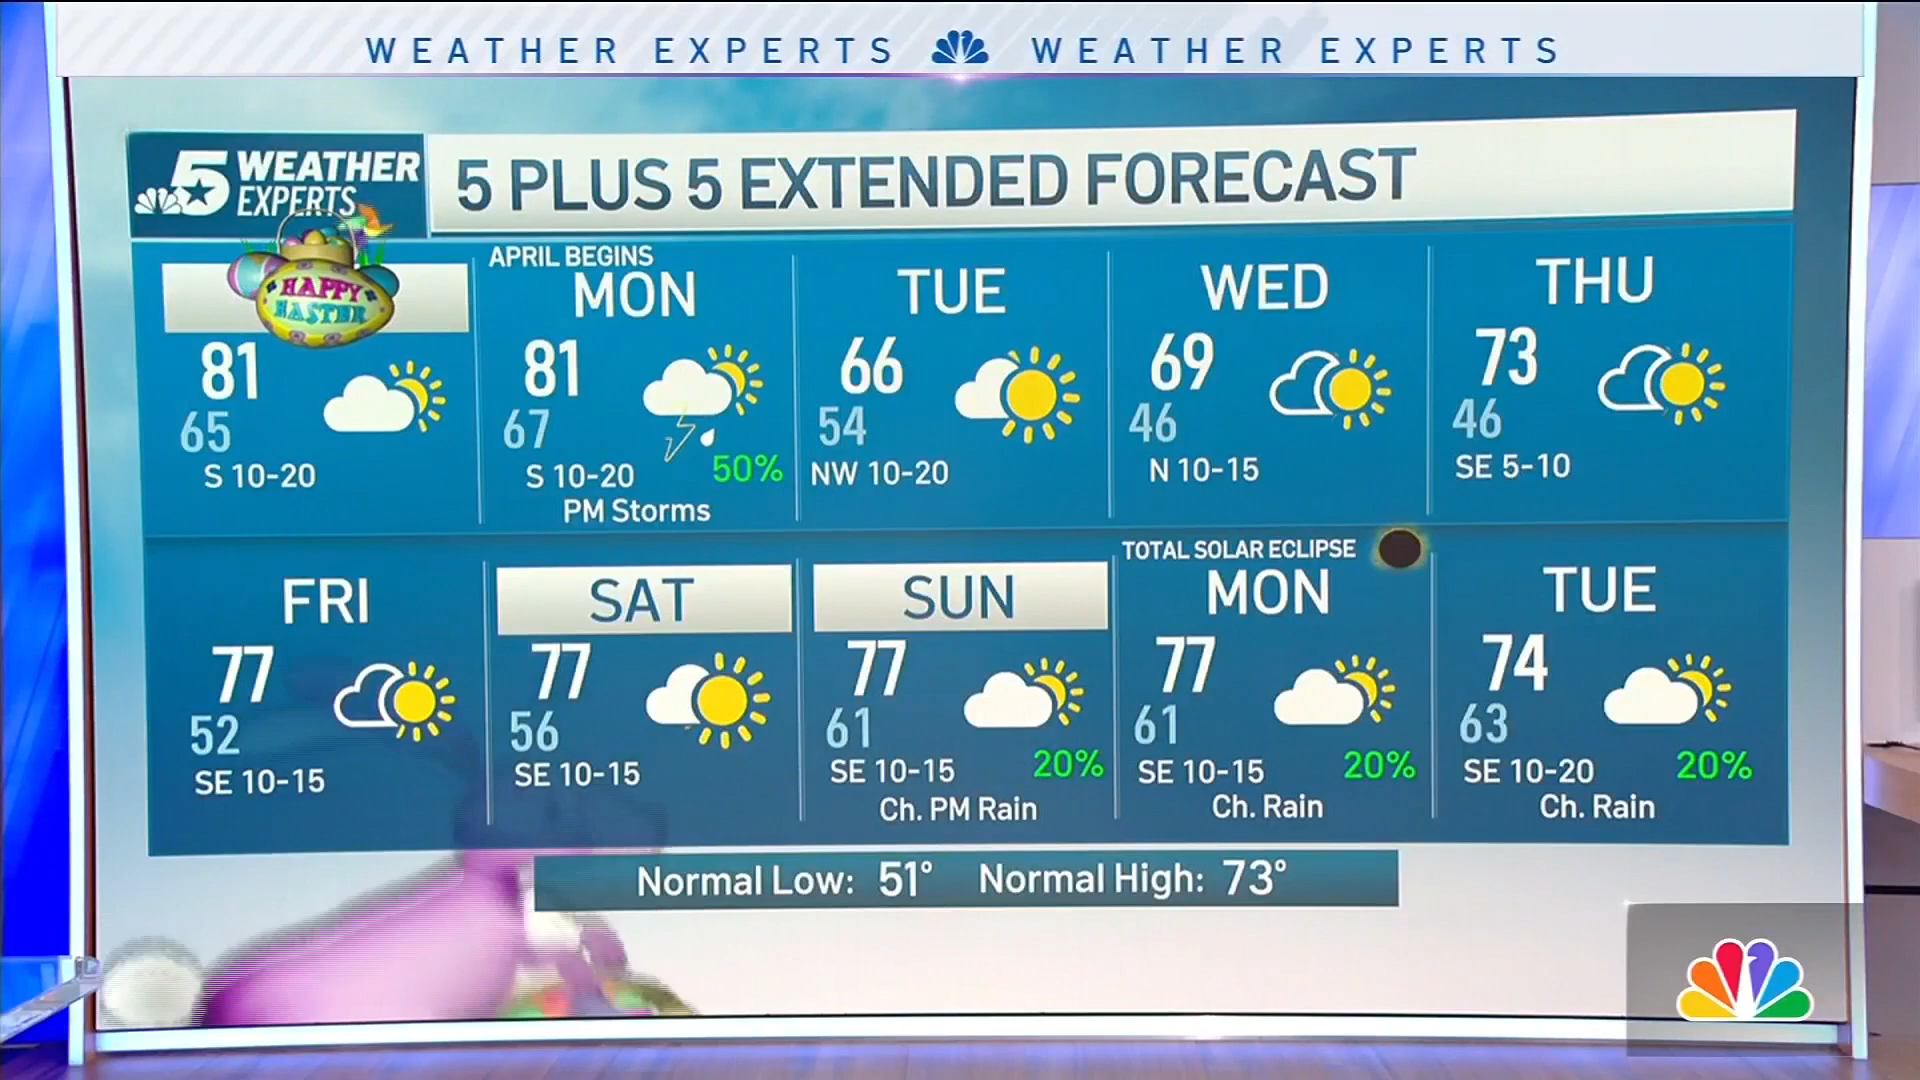 WEATHER EXPERTS WEATHER EXPERTS
5 WEATHER EXPERTS
5 PLUS 5 EXTENDED FORECAST
HAPPY
EASTER
81
65
S 10-20
APRIL BEGINS
MON
81
67
S 10-20 50%
PM Storms
TUE
66
54
NW 10-20
WED
69
46
N 10-15
THU
73
46
SE 5-10
FRI
77
52
SE 10-15
SAT
77
56
SE 10-15
SUN
77
61
SE 10-15 20%
Ch. PM Rain
TOTAL SOLAR ECLIPSE
MON
77
61
SE 10-15 20%
Ch. Rain
TUE
74
63
SE 10-20 20%
Ch. Rain
Normal Low: 51° Normal High: 73°